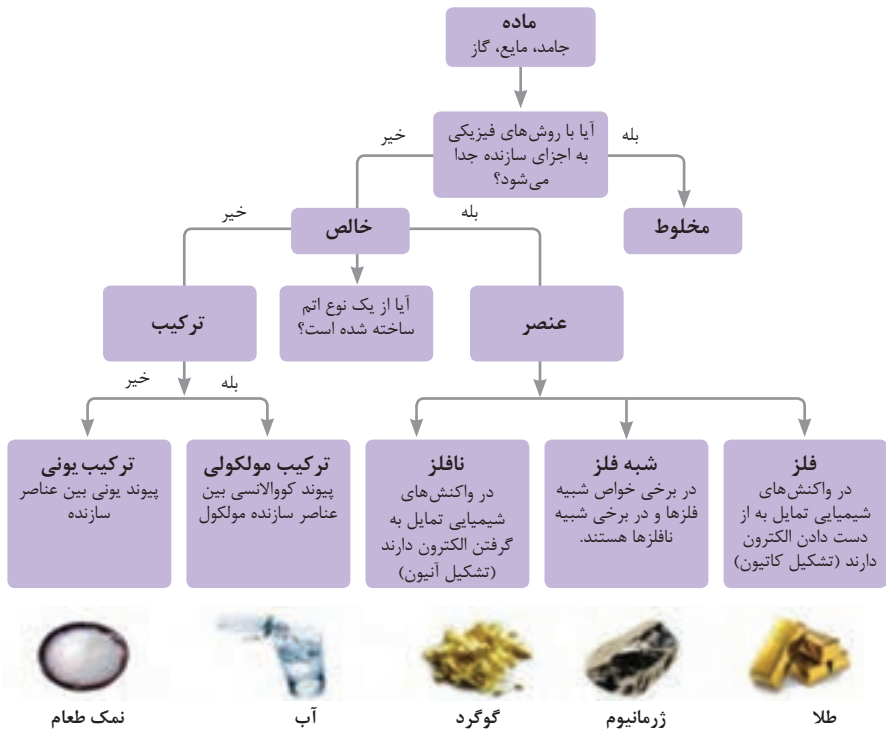 ماده
جامد، مایع، گاز
آیا با روش‌های فیزیکی
به اجزای سازنده جدا
می‌شود؟
بله
خیر
مخلوط
خالص
بله
خیر
عنصر
آیا از یک نوع اتم
ساخته شده است؟
ترکیب
بله
خیر
فلز
در واکنش‌های
شیمیایی تمایل به از
دست دادن الکترون
دارند (تشکیل کاتیون)
شبه فلز
در برخی خواص شبیه
فلزها و در برخی شبیه
نافلزها هستند.
نافلز
در واکنش‌های
شیمیایی تمایل به
گرفتن الکترون دارند
(تشکیل آنیون)
ترکیب مولکولی
پیوند کووالانسی بین
عناصر سازنده مولکول
ترکیب یونی
پیوند یونی بین عناصر
سازنده
طلا
ژرمانیوم
گوگرد
آب
نمک طعام